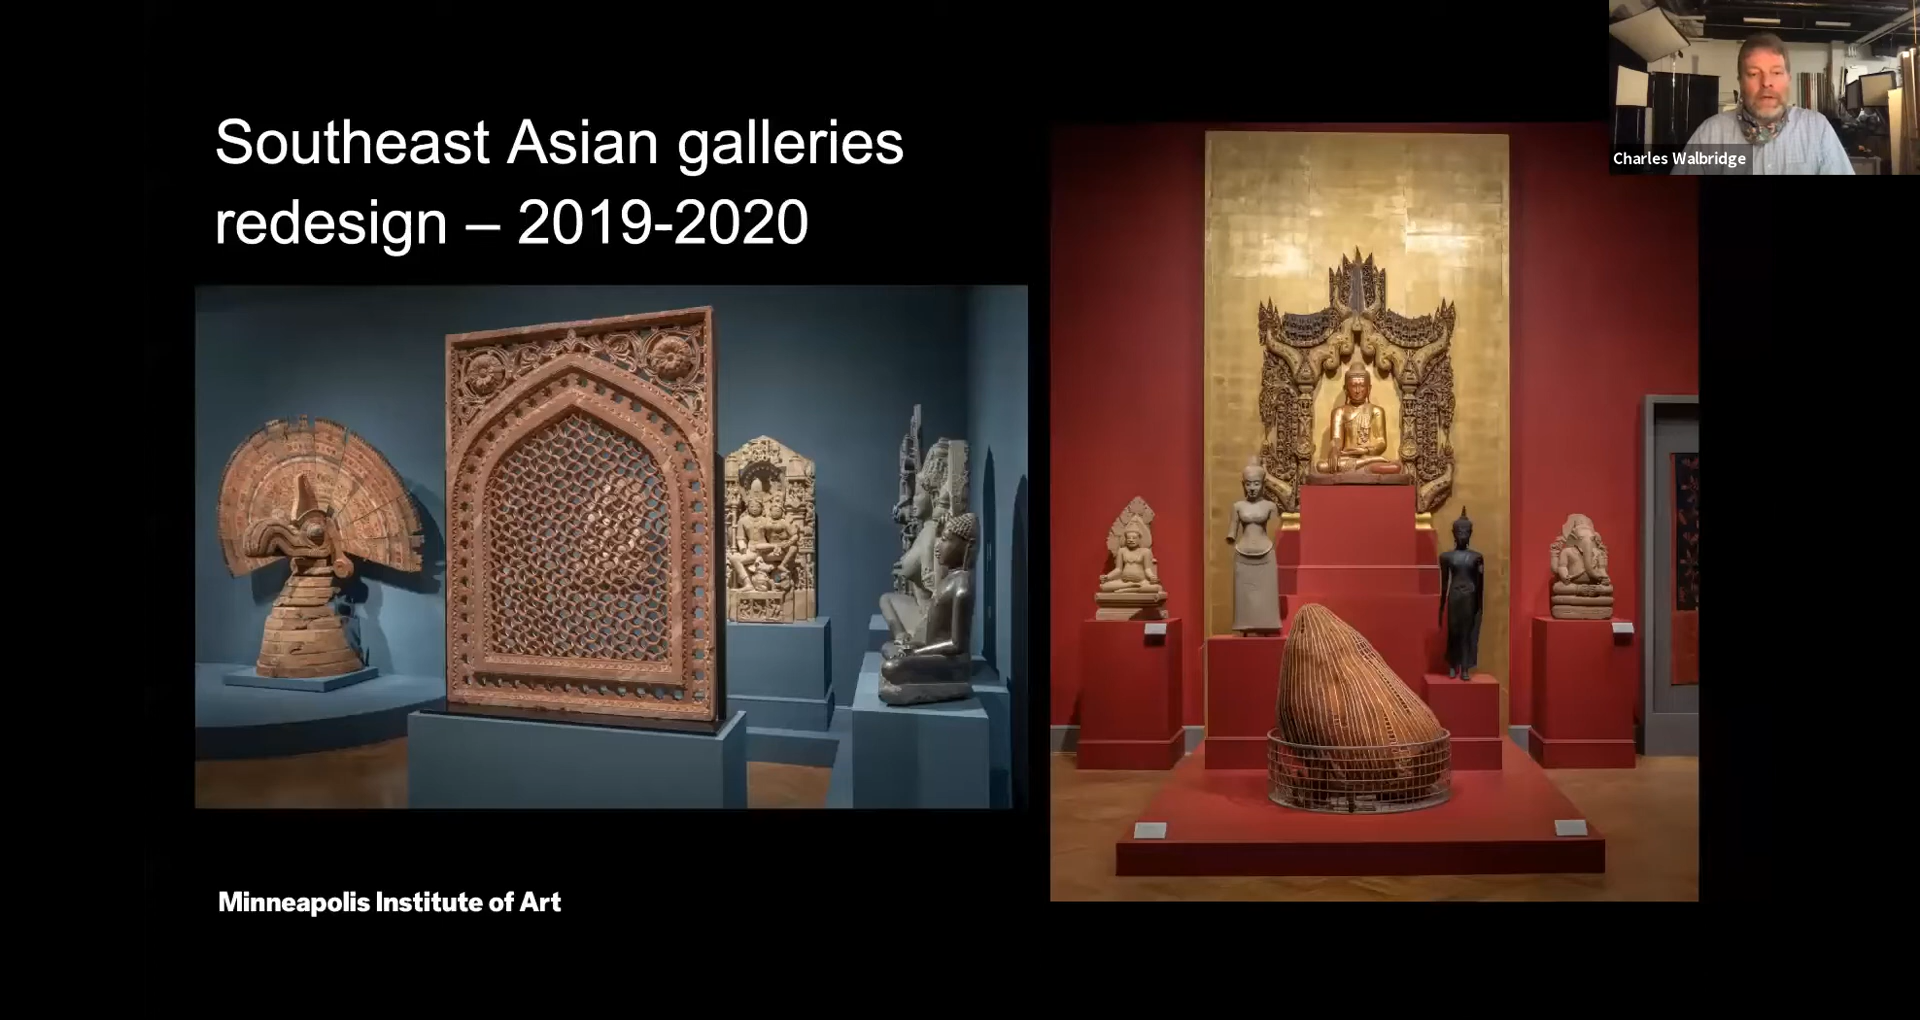 Southeast Asian galleries
redesign – 2019-2020
Charles Walbridge
Minneapolis Institute of Art